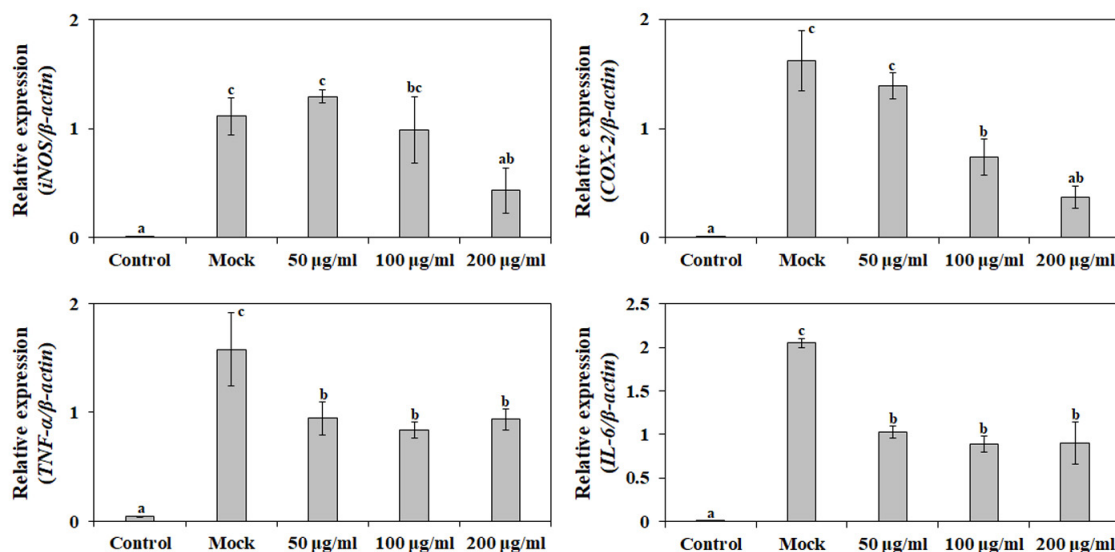 Relative expression
(iNOS/β-actin)
2
1
0
c
c
bc
ab
a
Control Mock 50 μg/ml 100 μg/ml 200 μg/ml
Relative expression
(COX-2/β-actin)
2
1
0
c
c
b
ab
a
Control Mock 50 μg/ml 100 μg/ml 200 μg/ml
Relative expression
(TNF-α/β-actin)
2
1
0
c
b
b
b
a
Control Mock 50 μg/ml 100 μg/ml 200 μg/ml
Relative expression
(IL-6/β-actin)
2.5
2
1.5
1
0.5
0
c
b
b
b
a
Control Mock 50 μg/ml 100 μg/ml 200 μg/ml